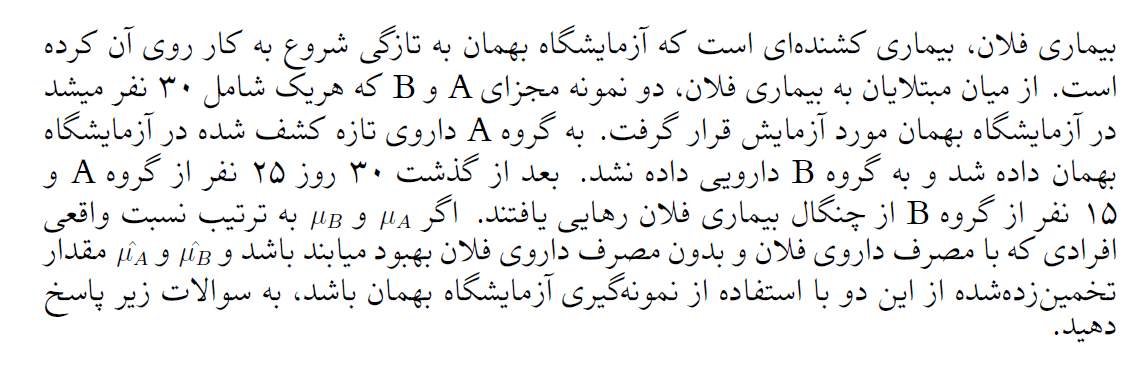 بیماری فلان، بیماری کشنده‌ای است که آزمایشگاه بهمان به تازگی شروع به کار روی آن کرده
است. از میان مبتلایان به بیماری فلان، دو نمونه مجزای A و B که هریک شامل ۳۰ نفر میشد
در آزمایشگاه بهمان مورد آزمایش قرار گرفت. به گروه A داروی تازه کشف شده در آزمایشگاه
بهمان داده شد و به گروه B دارویی داده نشد. بعد از گذشت ۳۰ روز ۲۵ نفر از گروه A و
۱۵ نفر از گروه B از چنگال بیماری فلان رهایی یافتند. اگر μ_A و μ_B به ترتیب نسبت واقعی
افرادی که با مصرف داروی فلان و بدون مصرف داروی فلان بهبود میابند باشد و μ̂_B و μ̂_A مقدار
تخمین‌زده‌شده از این دو با استفاده از نمونه‌گیری آزمایشگاه بهمان باشد، به سوالات زیر پاسخ
دهید.